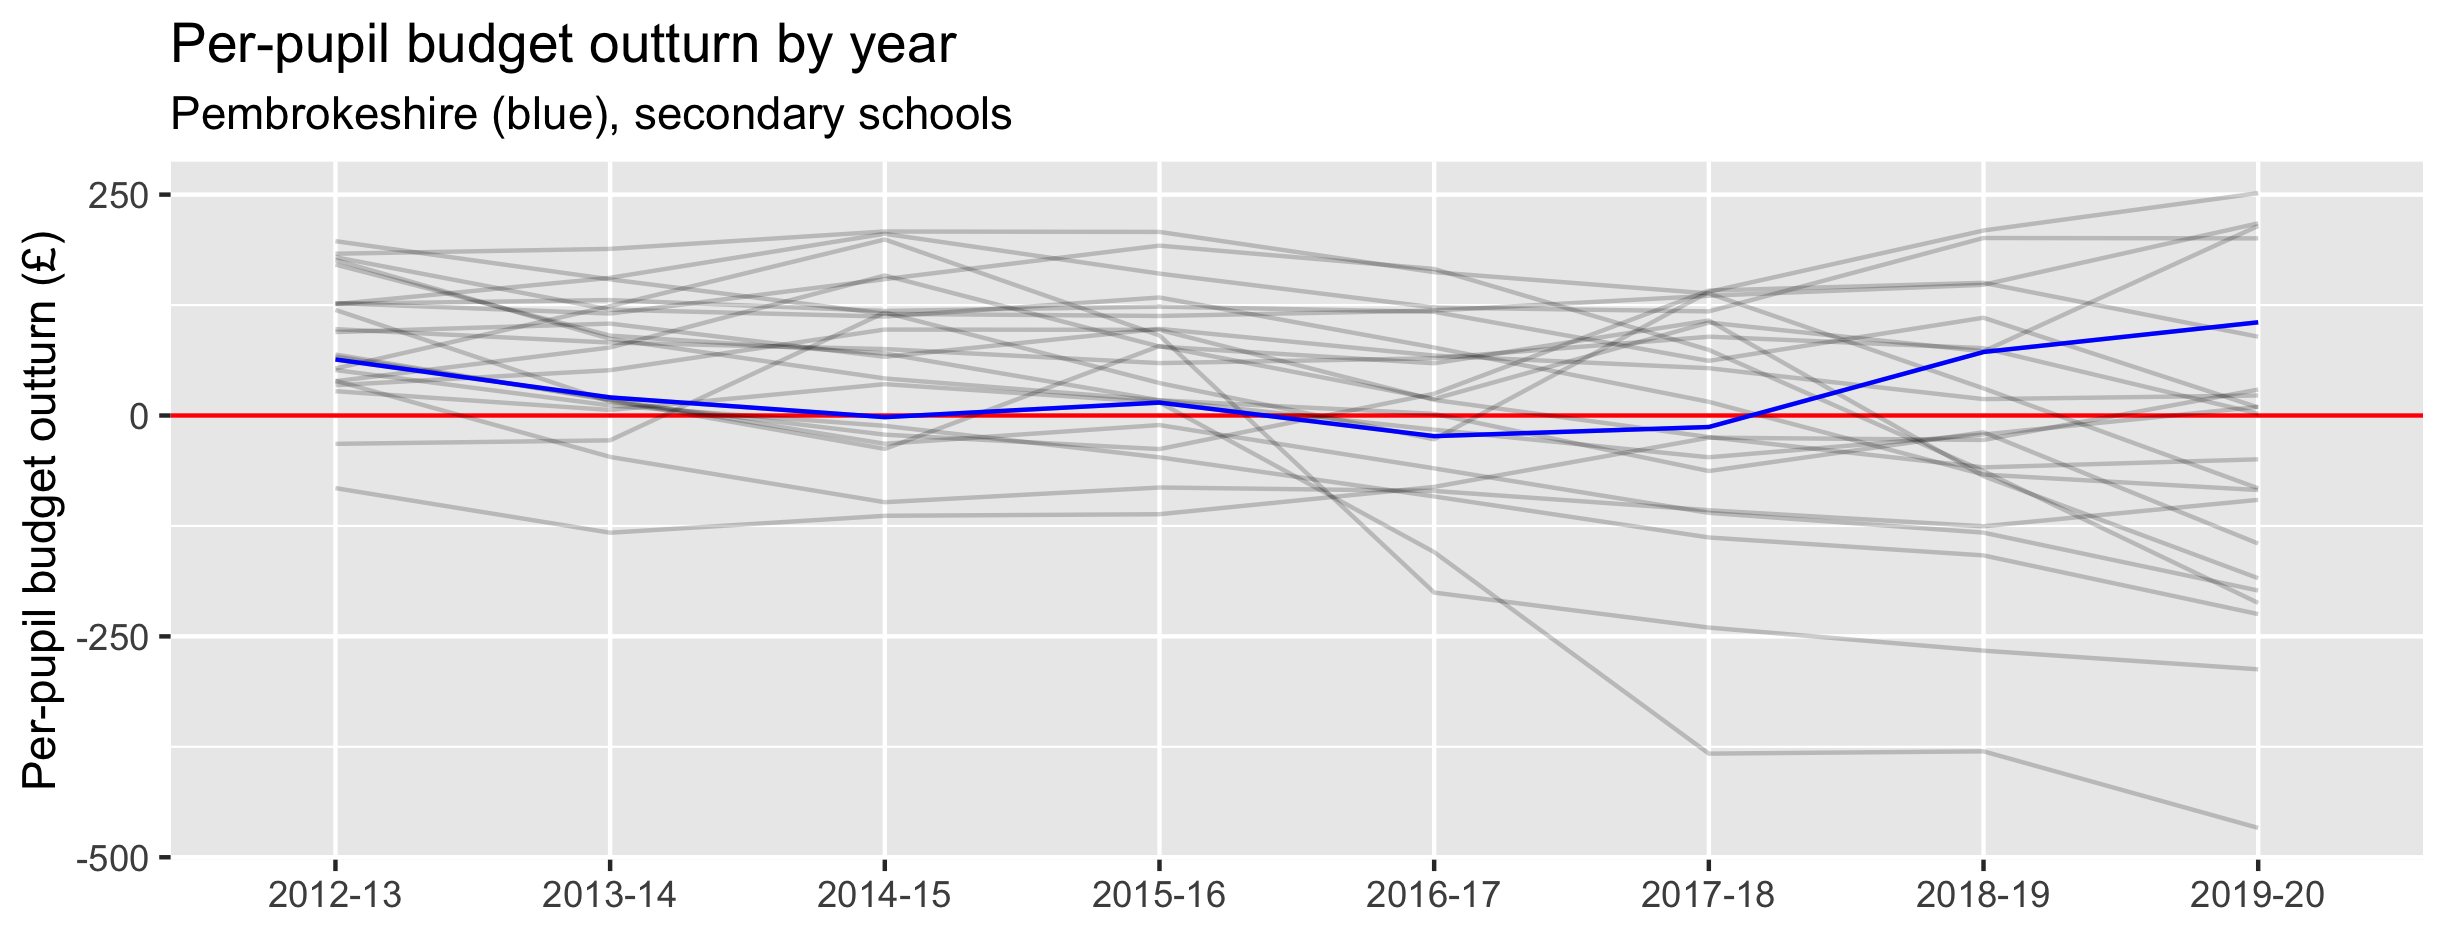 Per-pupil budget outturn by year
Pembrokeshire (blue), secondary schools
Per-pupil budget outturn (£)
250
0
-250
-500
2012-13 2013-14 2014-15 2015-16 2016-17 2017-18 2018-19 2019-20